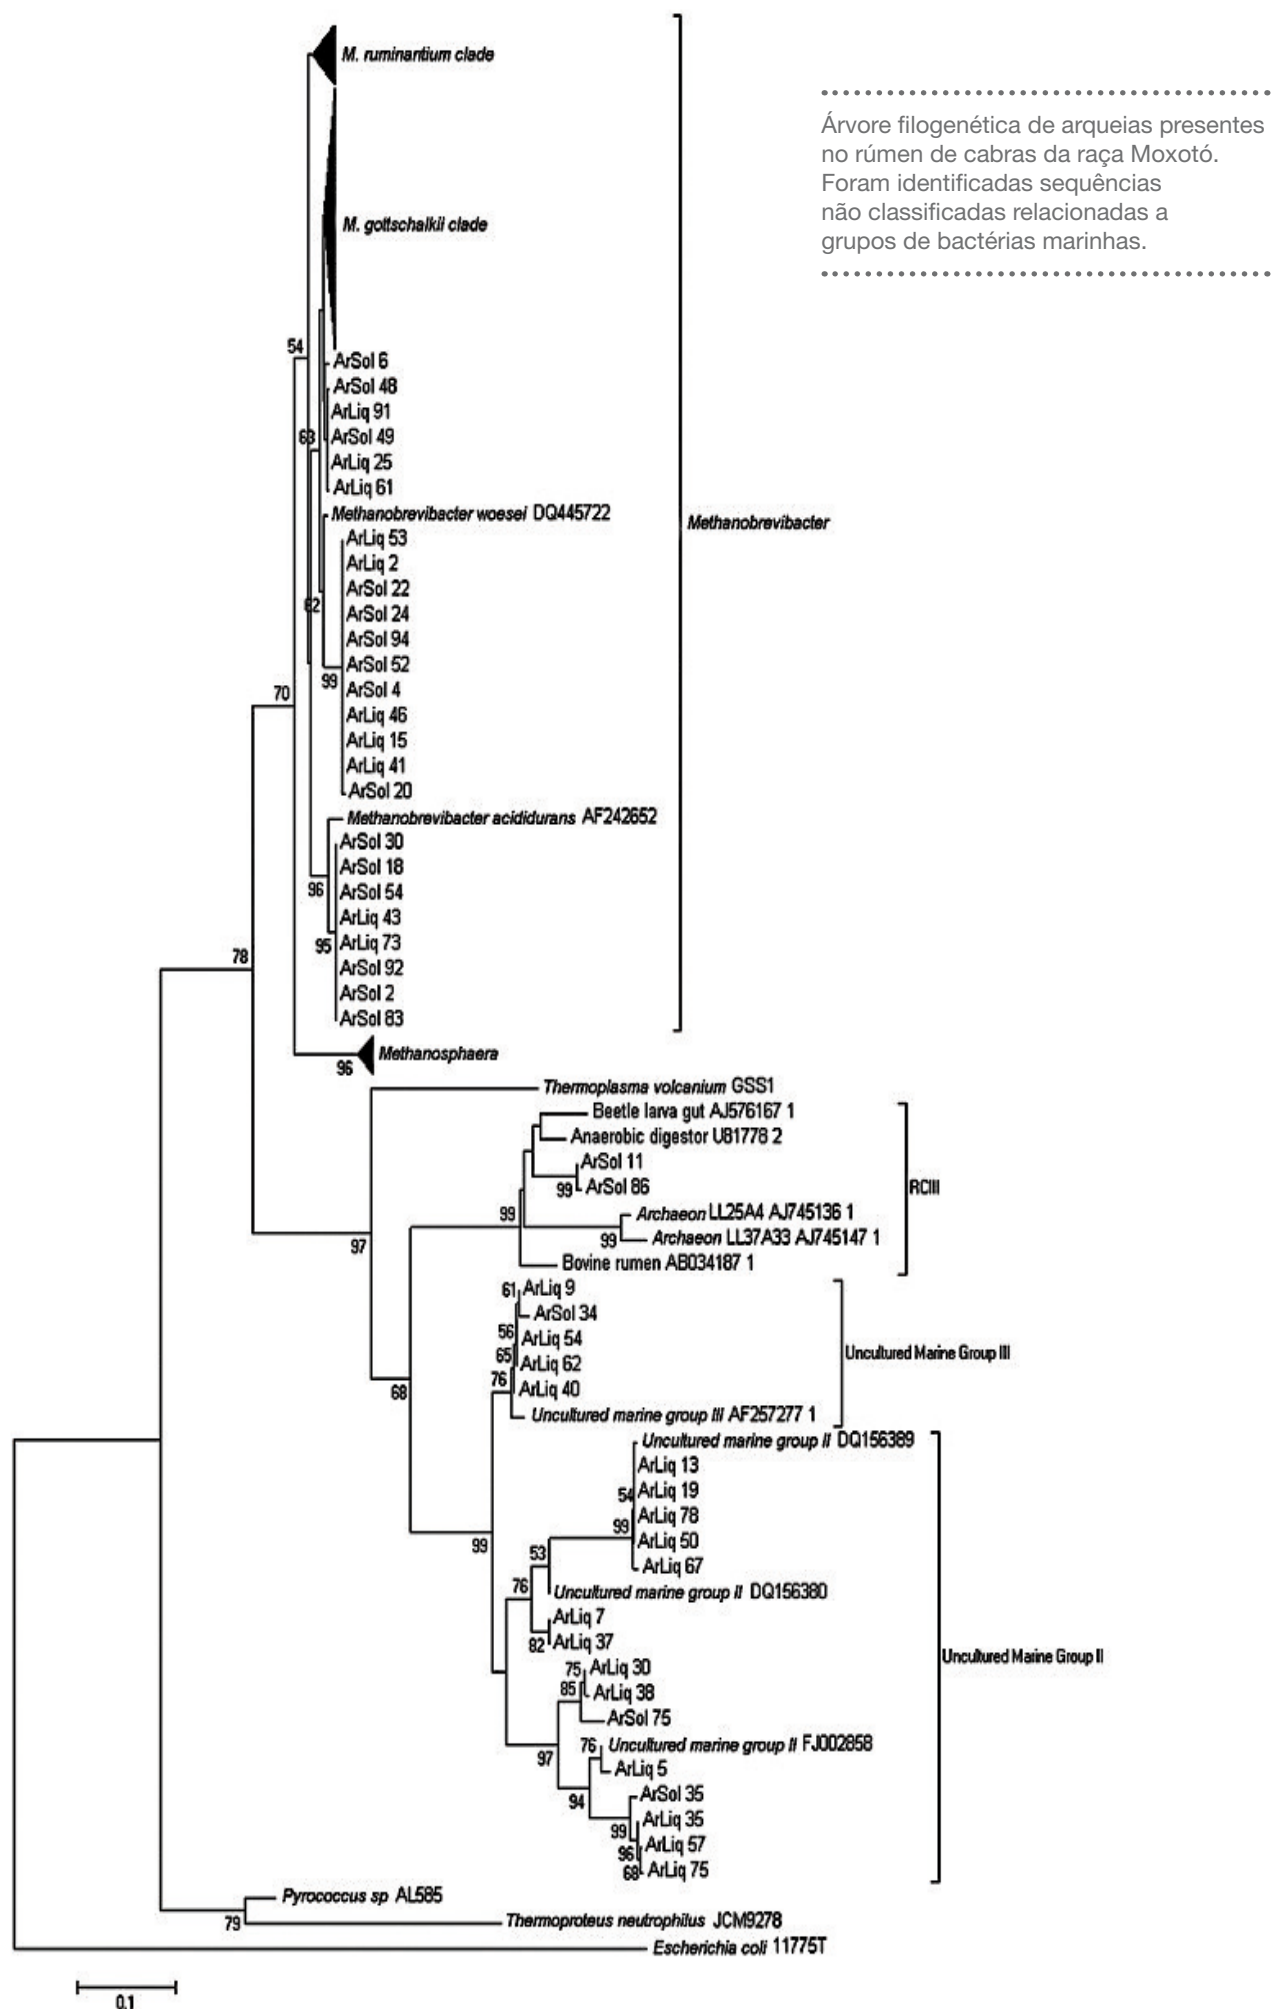 M. ruminantium clade
Árvore filogenética de arqueias presentes
no rúmen de cabras da raça Moxotó.
Foram identificadas sequências
não classificadas relacionadas a
grupos de bactérias marinhas.
M. gottschalkii clade
54
ArSol 6
ArSol 48
ArLiq 91
63
ArSol 49
ArLiq 25
ArLiq 61
Methanobrevibacter woesei DQ445722
Methanobrevibacter
ArLiq 53
ArLiq 2
ArSol 22
62
ArSol 24
ArSol 94
ArSol 52
99
ArSol 4
70
ArLiq 46
ArLiq 15
ArLiq 41
ArSol 20
Methanobrevibacter acididurans AF242652
ArSol 30
ArSol 18
96
ArSol 54
ArLiq 43
95
ArLiq 73
78
ArSol 92
ArSol 2
ArSol 83
96
Methanosphaera
Thermoplasma volcanium GSS1
Beetle larva gut AJ576167 1
Anaerobic digestor U81778 2
ArSol 11
99
ArSol 86
RCIII
99
Archaeon LL25A4 AJ745136 1
99
Archaeon LL37A33 AJ745147 1
97
Bovine rumen AB034187 1
61
ArLiq 9
ArSol 34
56
ArLiq 54
65
ArLiq 62
Uncultured Marine Group III
76
ArLiq 40
68
Uncultured marine group III AF257277 1
Uncultured marine group II DQ156389
ArLiq 13
54
ArLiq 19
99
ArLiq 78
ArLiq 50
99
53
ArLiq 67
76
Uncultured marine group II DQ156380
ArLiq 7
82
ArLiq 37
Uncultured Marine Group II
75
ArLiq 30
85
ArLiq 38
ArSol 75
97
76
Uncultured marine group II FJ002858
ArLiq 5
94
ArSol 35
99
ArLiq 35
96
ArLiq 57
68
ArLiq 75
Pyrococcus sp AL585
79
Thermoproteus neutrophilus JCM9278
Escherichia coli 11775T
0.1